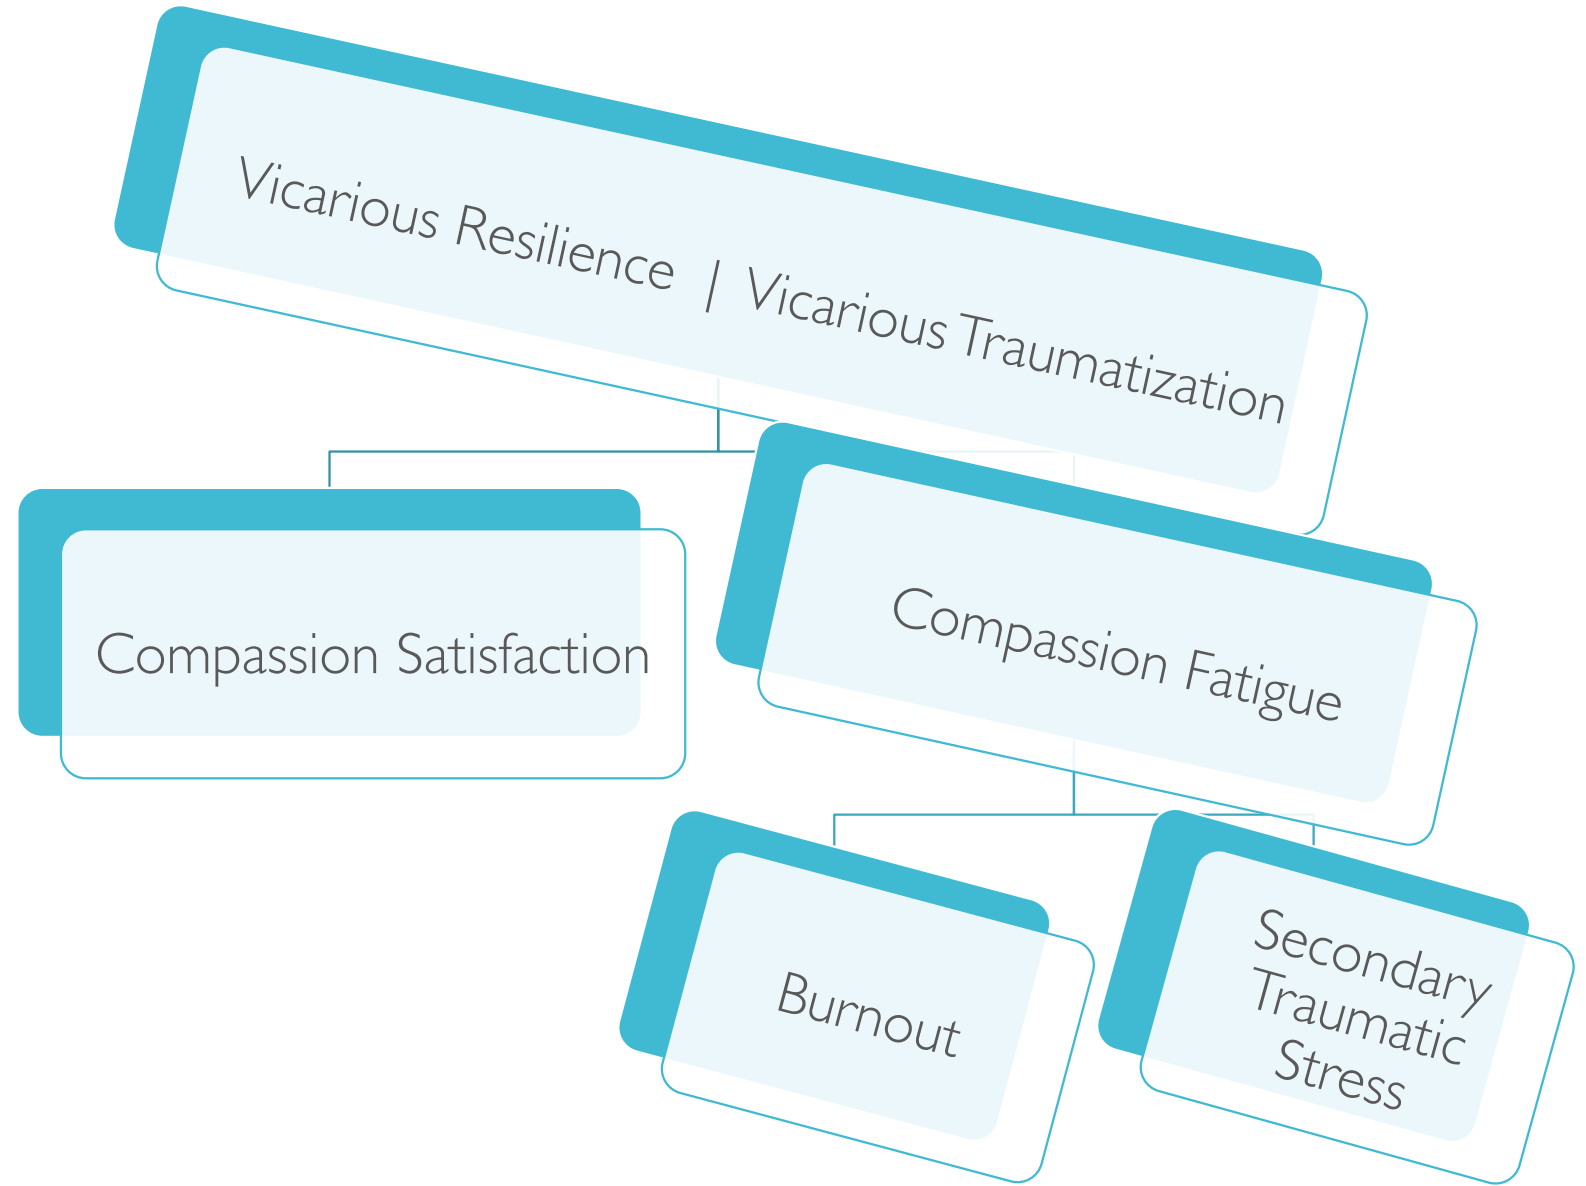 Vicarious Resilience | Vicarious Traumatization
Compassion Satisfaction
Compassion Fatigue
Burnout
Secondary
Traumatic
Stress